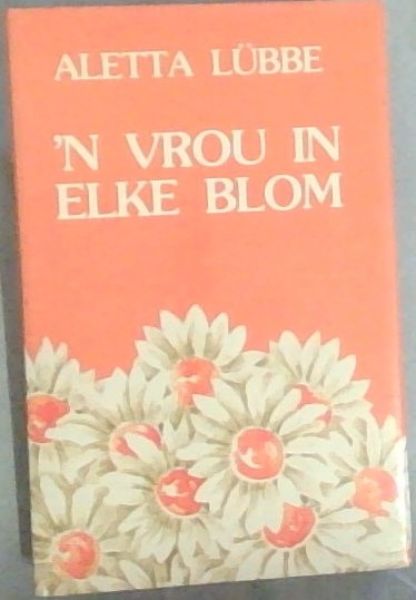 ALETTA LÜBBE
'N VROU IN
ELKE BLOM